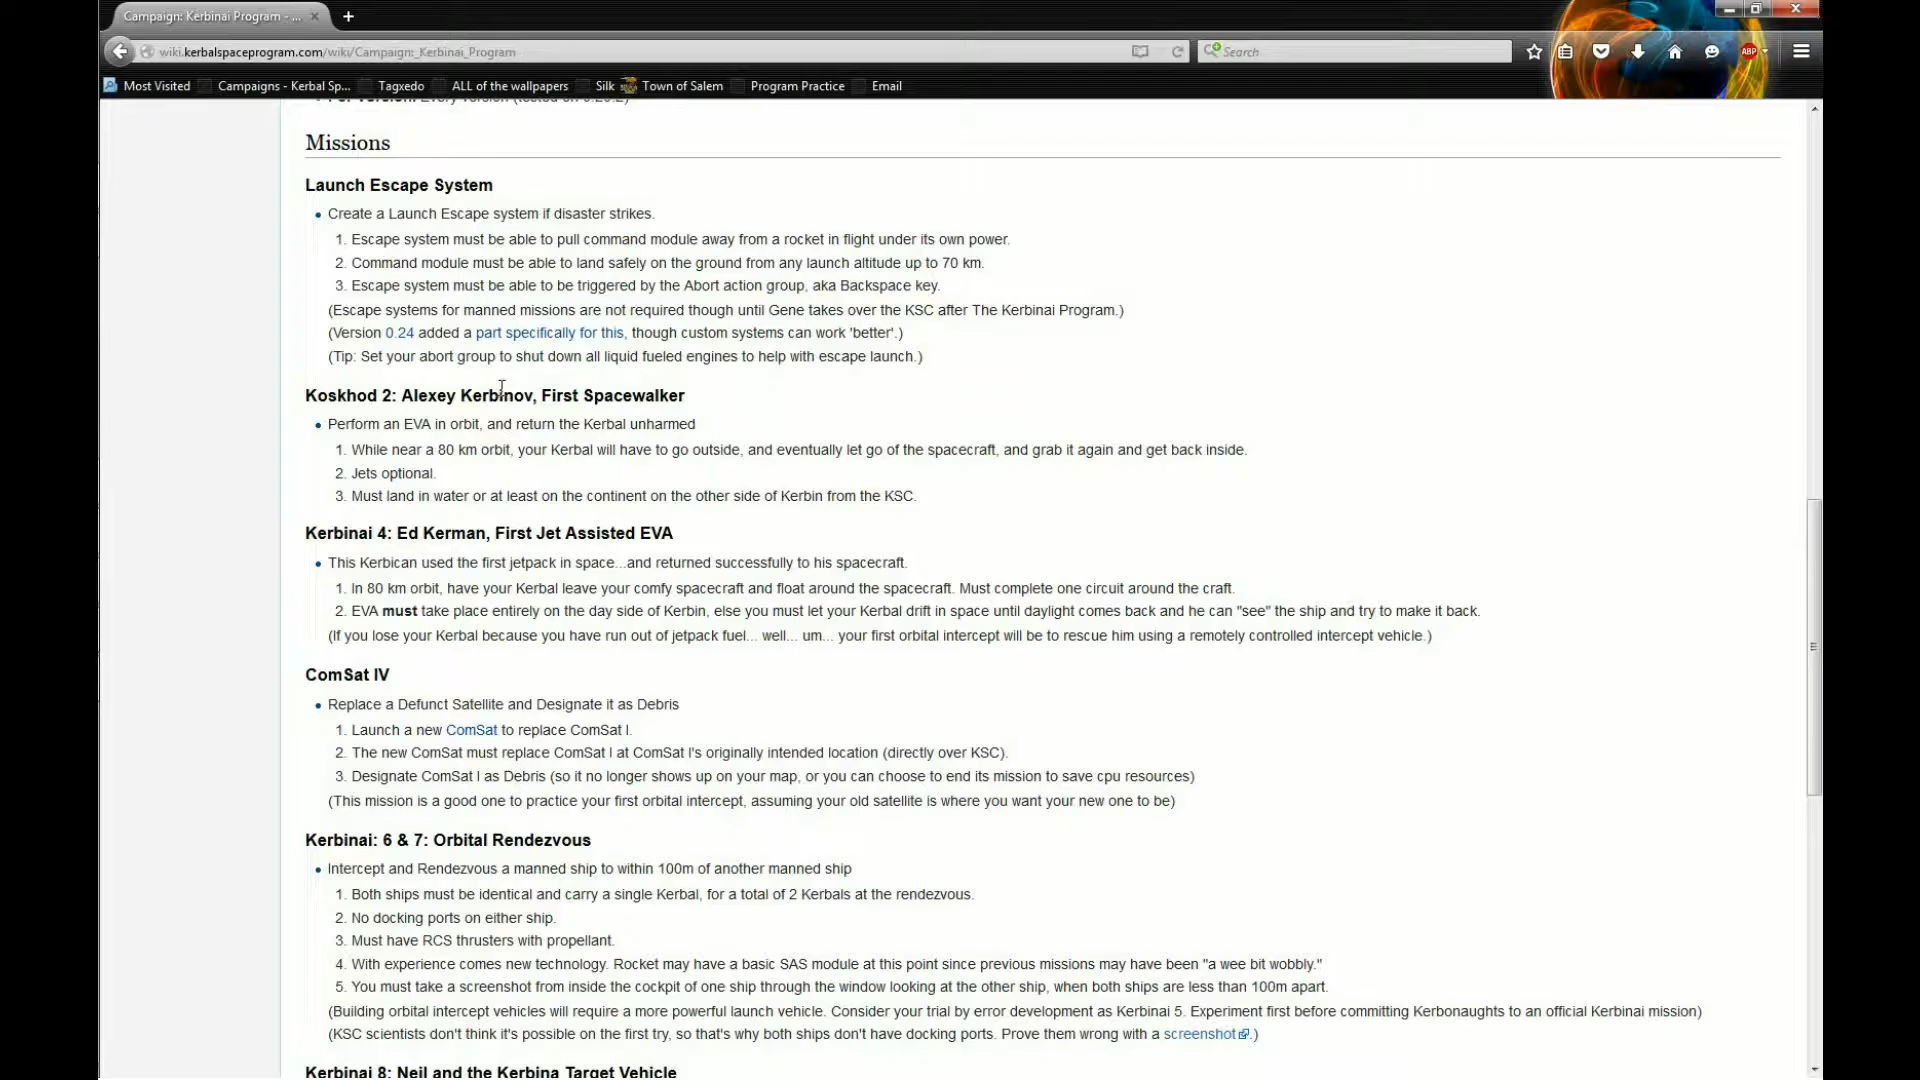 Campaign: Kerbinai Program - ...
wiki.kerbalspaceprogram.com/wiki/Campaign:_Kerbinai_Program
Search
ABP
Most Visited
Campaigns - Kerbal Sp...
Tagxedo
ALL of the wallpapers
Silk
Town of Salem
Program Practice
Email
Missions
Launch Escape System
Create a Launch Escape system if disaster strikes.
1. Escape system must be able to pull command module away from a rocket in flight under its own power.
2. Command module must be able to land safely on the ground from any launch altitude up to 70 km.
3. Escape system must be able to be triggered by the Abort action group, aka Backspace key.
(Escape systems for manned missions are not required though until Gene takes over the KSC after The Kerbinai Program.)
(Version 0.24 added a part specifically for this, though custom systems can work 'better'.)
(Tip: Set your abort group to shut down all liquid fueled engines to help with escape launch.)
Koskhod 2: Alexey Kerbinov, First Spacewalker
Perform an EVA in orbit, and return the Kerbal unharmed
1. While near a 80 km orbit, your Kerbal will have to go outside, and eventually let go of the spacecraft, and grab it again and get back inside.
2. Jets optional.
3. Must land in water or at least on the continent on the other side of Kerbin from the KSC.
Kerbinai 4: Ed Kerman, First Jet Assisted EVA
This Kerbican used the first jetpack in space...and returned successfully to his spacecraft.
1. In 80 km orbit, have your Kerbal leave your comfy spacecraft and float around the spacecraft. Must complete one circuit around the craft.
2. EVA must take place entirely on the day side of Kerbin, else you must let your Kerbal drift in space until daylight comes back and he can "see" the ship and try to make it back.
(If you lose your Kerbal because you have run out of jetpack fuel... well... um... your first orbital intercept will be to rescue him using a remotely controlled intercept vehicle.)
ComSat IV
Replace a Defunct Satellite and Designate it as Debris
1. Launch a new ComSat to replace ComSat I.
2. The new ComSat must replace ComSat I at ComSat I's originally intended location (directly over KSC).
3. Designate ComSat I as Debris (so it no longer shows up on your map, or you can choose to end its mission to save cpu resources)
(This mission is a good one to practice your first orbital intercept, assuming your old satellite is where you want your new one to be)
Kerbinai: 6 & 7: Orbital Rendezvous
Intercept and Rendezvous a manned ship to within 100m of another manned ship
1. Both ships must be identical and carry a single Kerbal, for a total of 2 Kerbals at the rendezvous.
2. No docking ports on either ship.
3. Must have RCS thrusters with propellant.
4. With experience comes new technology. Rocket may have a basic SAS module at this point since previous missions may have been "a wee bit wobbly."
5. You must take a screenshot from inside the cockpit of one ship through the window looking at the other ship, when both ships are less than 100m apart.
(Building orbital intercept vehicles will require a more powerful launch vehicle. Consider your trial by error development as Kerbinai 5. Experiment first before committing Kerbonaughts to an official Kerbinai mission)
(KSC scientists don't think it's possible on the first try, so that's why both ships don't have docking ports. Prove them wrong with a screenshot.)
Kerbinai 8: Neil and the Kerbina Target Vehicle